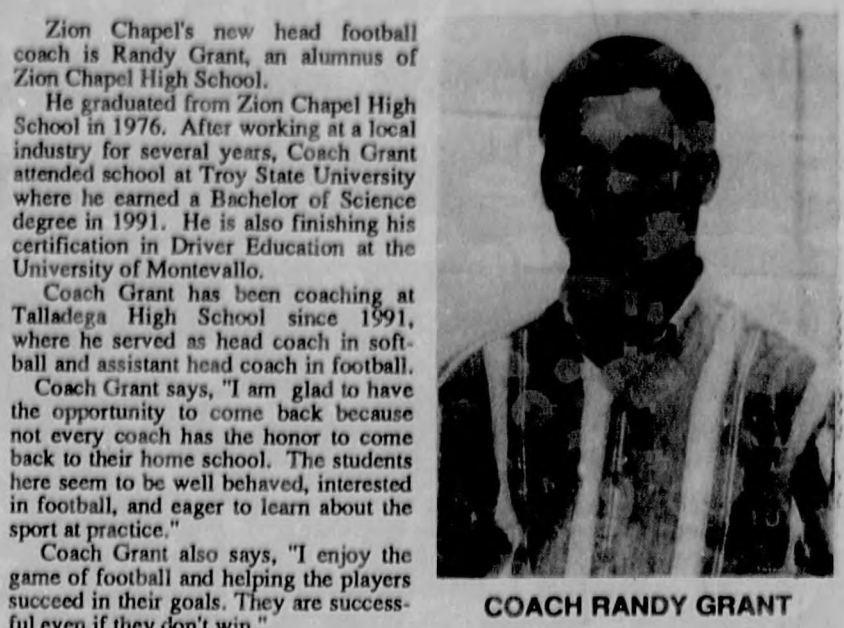 Zion Chapel's new head football
coach is Randy Grant, an alumnus of
Zion Chapel High School.
He graduated from Zion Chapel High
School in 1976. After working at a local
industry for several years, Coach Grant
attended school at Troy State University
where he earned a Bachelor of Science
degree in 1991. He is also finishing his
certification in Driver Education at the
University of Montevallo.
Coach Grant has been coaching at
Talladega High School since 1991,
where he served as head coach in soft-
ball and assistant head coach in football.
Coach Grant says, "I am glad to have
the opportunity to come back because
not every coach has the honor to come
back to their home school. The students
here seem to be well behaved, interested
in football, and eager to learn about the
sport at practice."
Coach Grant also says, "I enjoy the
game of football and helping the players
succeed in their goals. They are success-
ful even if they don't win."
COACH RANDY GRANT